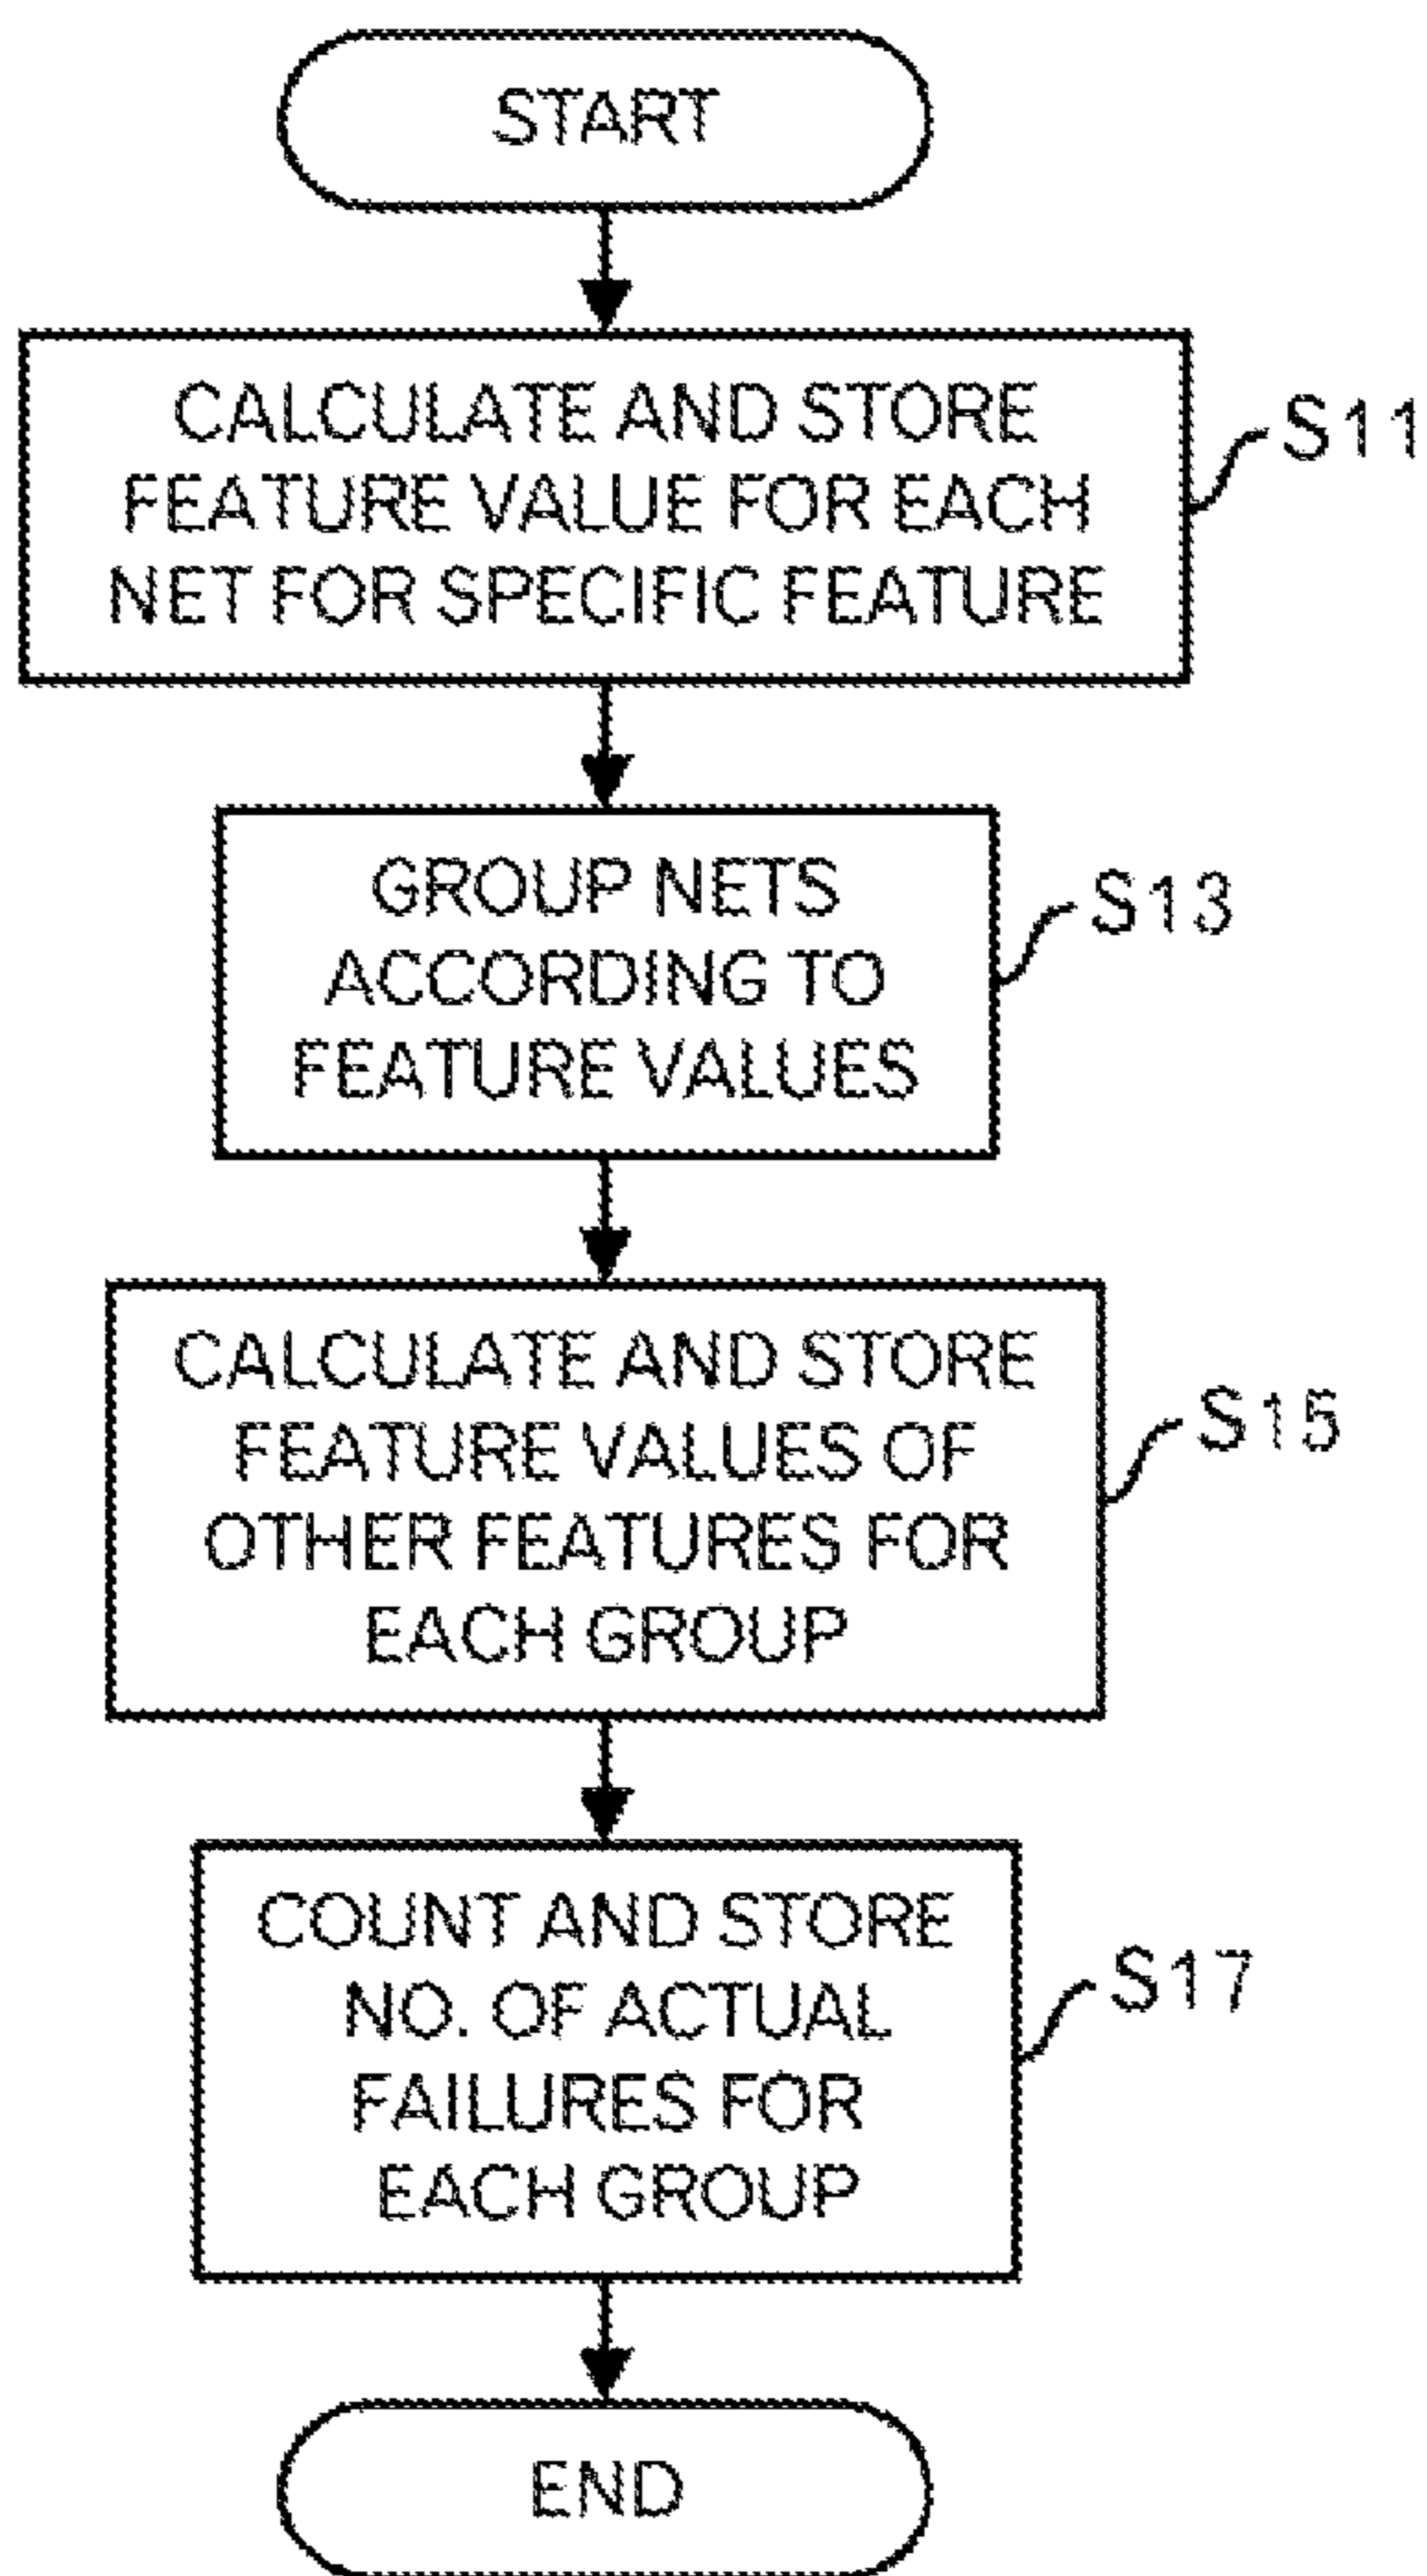 START
CALCULATE AND STORE
FEATURE VALUE FOR EACH
NET FOR SPECIFIC FEATURE
S11
GROUP NETS
ACCORDING TO
FEATURE VALUES
S13
CALCULATE AND STORE
FEATURE VALUES OF
OTHER FEATURES FOR
EACH GROUP
S15
COUNT AND STORE
NO. OF ACTUAL
FAILURES FOR
EACH GROUP
S17
END